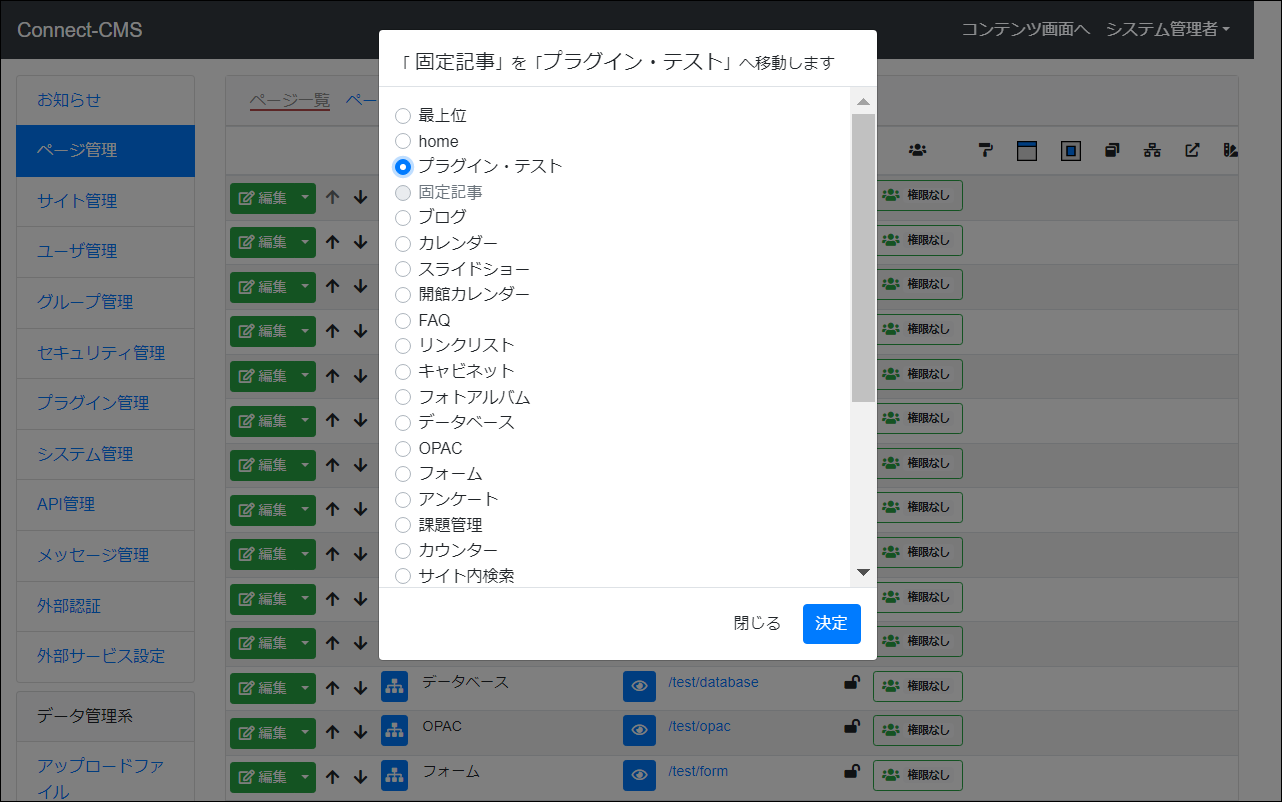 Connect-CMS
コンテンツ画面へ システム管理者
お知らせ
ページ管理
サイト管理
ユーザ管理
グループ管理
セキュリティ管理
プラグイン管理
システム管理
API管理
メッセージ管理
外部認証
外部サービス設定
データ管理系
アップロードファ
イル
ページ一覧 ペー
「 固定記事」を「プラグイン・テスト」へ移動します
最上位
home
プラグイン・テスト
固定記事
ブログ
カレンダー
スライドショー
開館カレンダー
FAQ
リンクリスト
キャビネット
フォトアルバム
データベース
OPAC
フォーム
アンケート
課題管理
カウンター
サイト内検索
閉じる 決定
編集 権限なし
編集 権限なし
編集 権限なし
編集 権限なし
編集 権限なし
編集 権限なし
編集 権限なし
編集 権限なし
編集 権限なし
編集 権限なし
編集 権限なし
編集 データベース /test/database 権限なし
編集 OPAC /test/opac 権限なし
編集 フォーム /test/form 権限なし